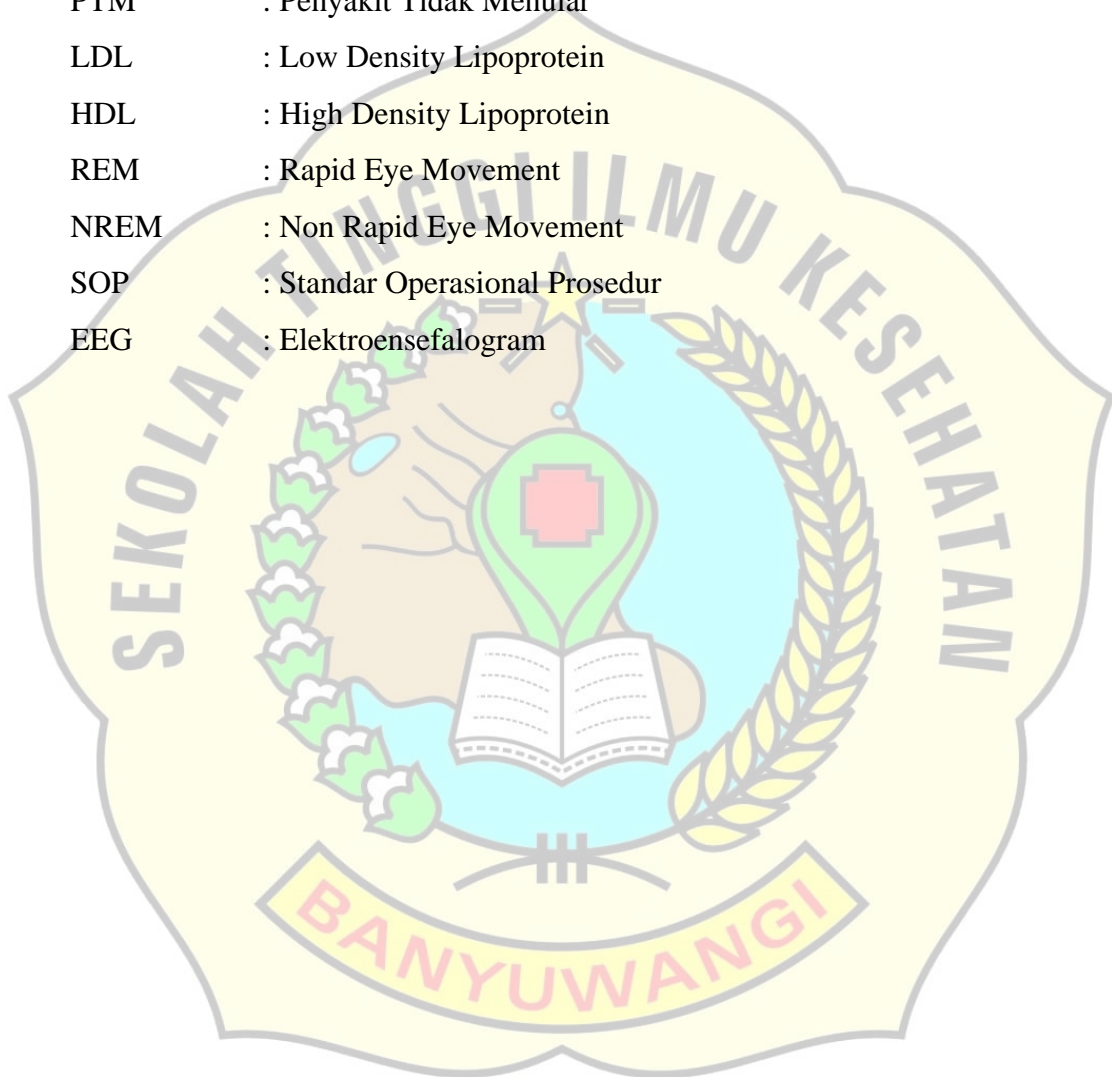 PTM : Penyakit Tidak Menular
LDL : Low Density Lipoprotein
HDL : High Density Lipoprotein
REM : Rapid Eye Movement
NREM : Non Rapid Eye Movement
SOP : Standar Operasional Prosedur
EEG : Elektroensefalogram
SEKOLAH TINGGI ILMU KESEHATAN
BANYUWANGI